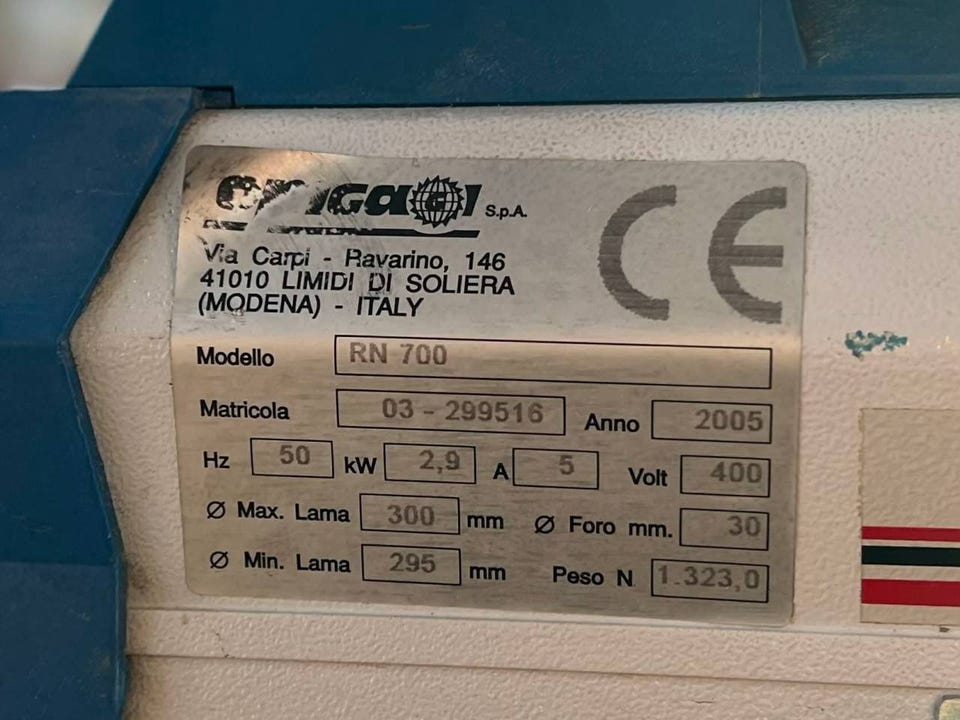 S.p.A.
Via Carpi - Ravarino, 146
41010 LIMIDI DI SOLIERA
(MODENA) - ITALY
CE
Modello RN 700
Matricola 03 - 299516 Anno 2005
Hz 50 kW 2,9 A 5 Volt 400
Ø Max. Lama 300 mm Ø Foro mm. 30
Ø Min. Lama 295 mm Peso N 1.323,0